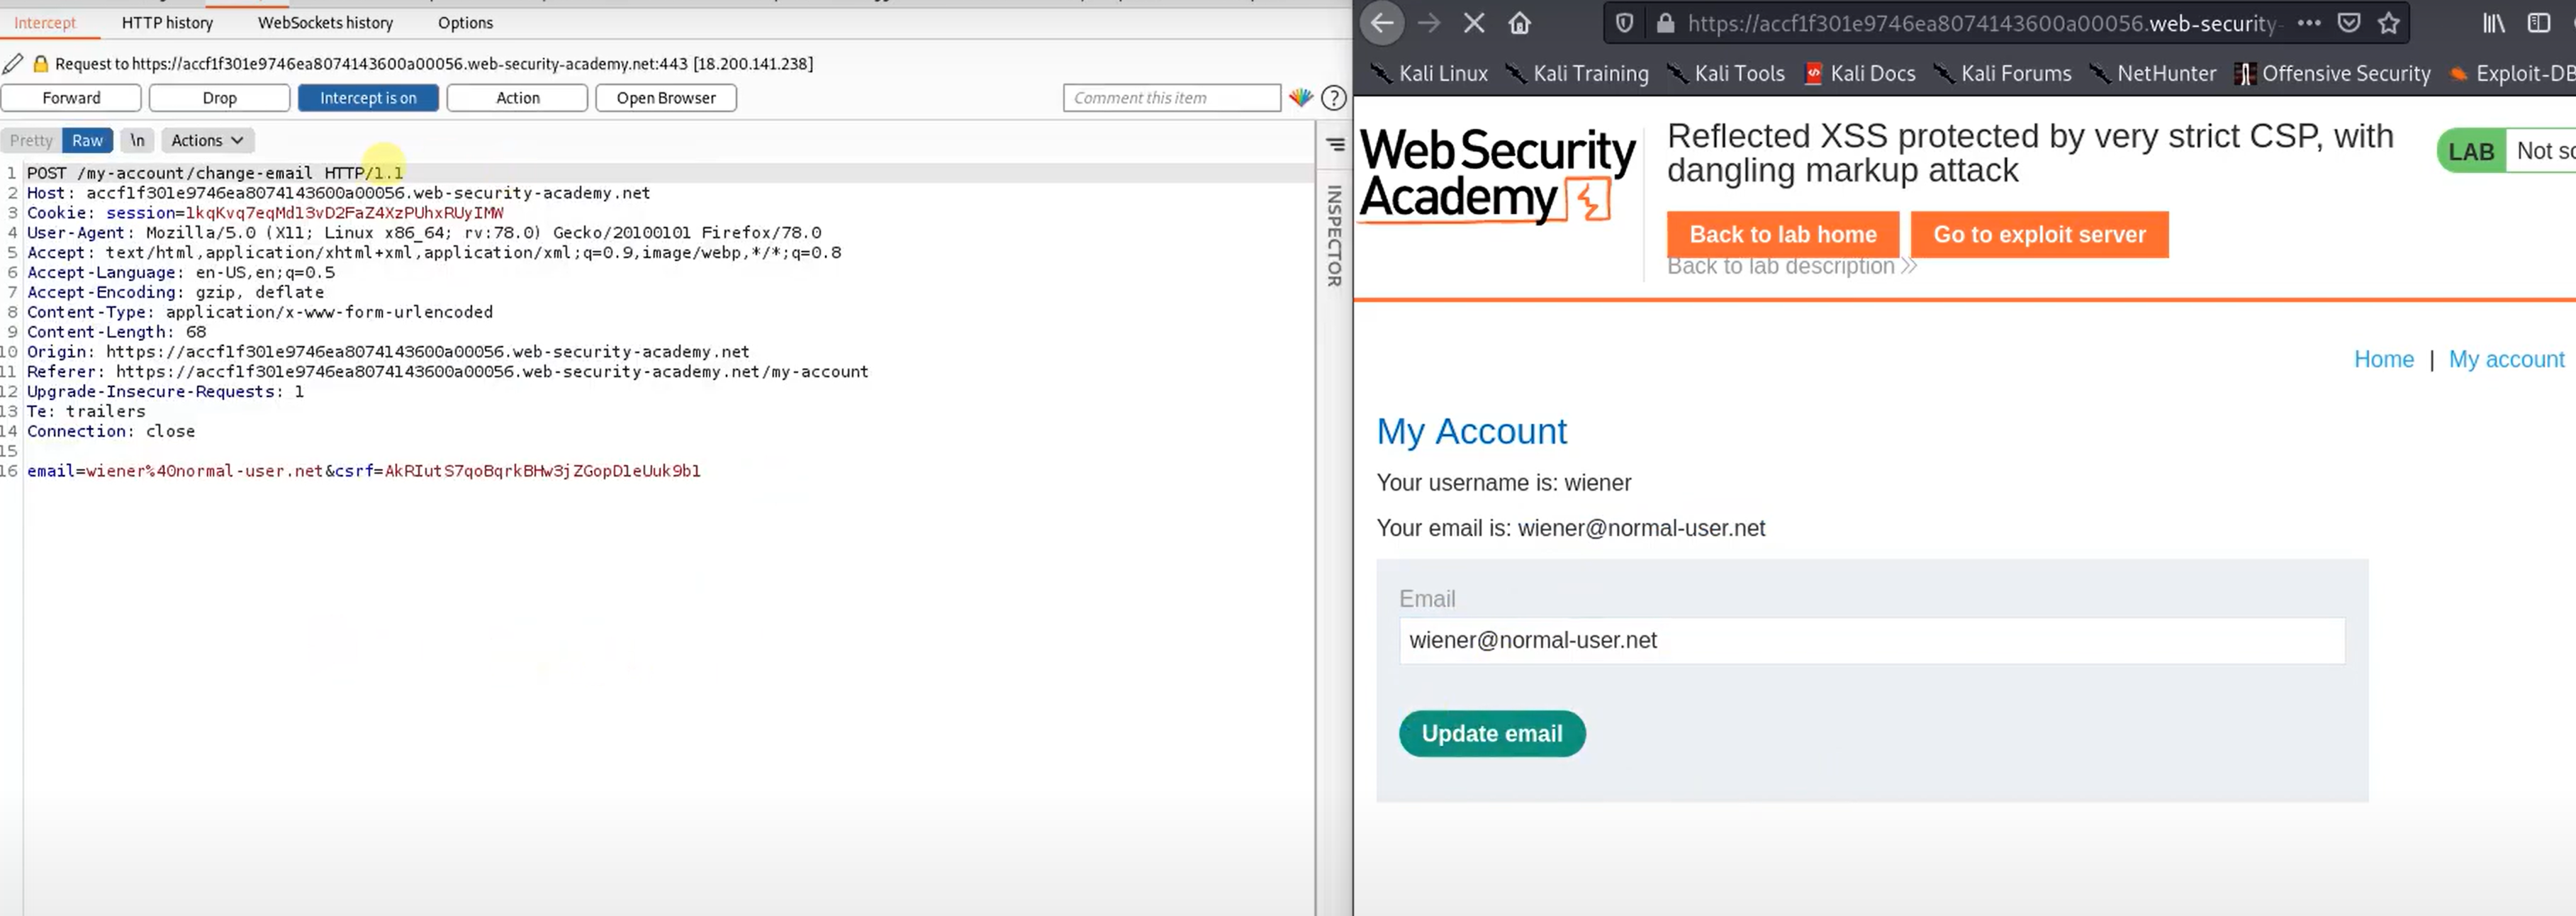 Intercept HTTP history WebSockets history Options
Request to https://accf1f301e9746ea8074143600a00056.web-security-academy.net:443 [18.200.141.238]
Forward Drop Intercept is on Action Open Browser Comment this item ?
Pretty Raw \n Actions
INSPECTOR
1 POST /my-account/change-email HTTP/1.1
2 Host: accf1f301e9746ea8074143600a00056.web-security-academy.net
3 Cookie: session=1kqKvq7eqMdl3vD2FaZ4XzPUhxRUyIMW
4 User-Agent: Mozilla/5.0 (X11; Linux x86_64; rv:78.0) Gecko/20100101 Firefox/78.0
5 Accept: text/html,application/xhtml+xml,application/xml;q=0.9,image/webp,*/*;q=0.8
6 Accept-Language: en-US,en;q=0.5
7 Accept-Encoding: gzip, deflate
8 Content-Type: application/x-www-form-urlencoded
9 Content-Length: 68
10 Origin: https://accf1f301e9746ea8074143600a00056.web-security-academy.net
11 Referer: https://accf1f301e9746ea8074143600a00056.web-security-academy.net/my-account
12 Upgrade-Insecure-Requests: 1
13 Te: trailers
14 Connection: close
15
16 email=wiener%40normal-user.net&csrf=AkRIutS7qoBqrkBHw3jZGopDleUuk9bl
https://accf1f301e9746ea8074143600a00056.web-security-
Kali Linux Kali Training Kali Tools Kali Docs Kali Forums NetHunter Offensive Security Exploit-DB
Web Security
Academy
Reflected XSS protected by very strict CSP, with
dangling markup attack
LAB Not so
Back to lab home Go to exploit server
Back to lab description
Home | My account
My Account
Your username is: wiener
Your email is: wiener@normal-user.net
Email
wiener@normal-user.net
Update email